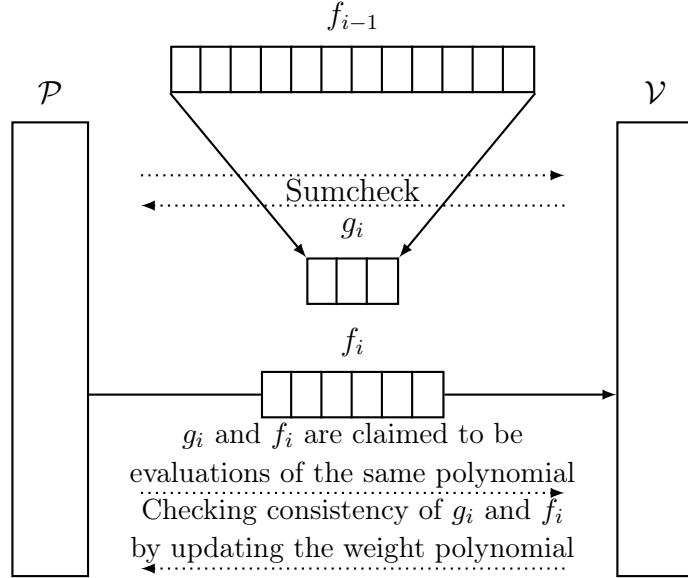 f_{i−1}
𝒫
𝒱
Sumcheck
g_i
f_i
g_i and f_i are claimed to be
evaluations of the same polynomial
Checking consistency of g_i and f_i
by updating the weight polynomial